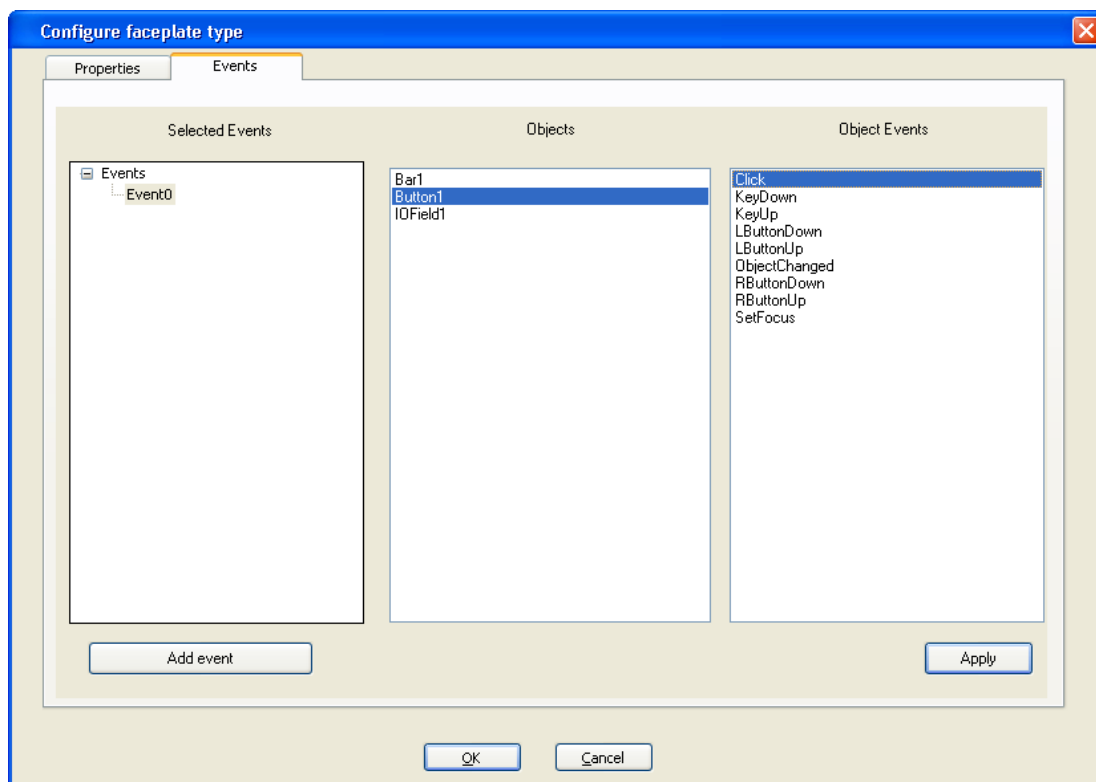 Configure faceplate type
Properties
Events
Selected Events
Objects
Object Events
Events
Event0
Bar1
Button1
IOField1
Click
KeyDown
KeyUp
LButtonDown
LButtonUp
ObjectChanged
RButtonDown
RButtonUp
SetFocus
Add event
Apply
OK
Cancel